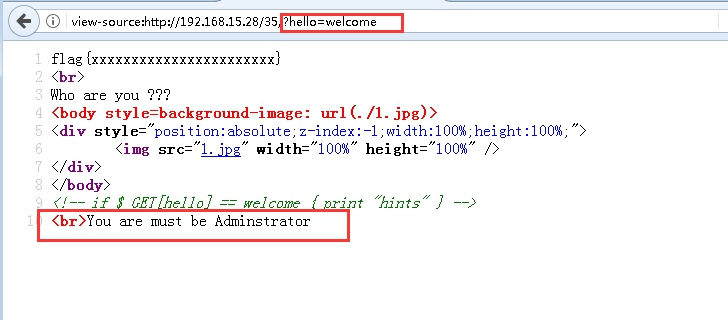 view-source:http://192.168.15.28/35/?hello=welcome
1 flag{xxxxxxxxxxxxxxxxxxxxxxx}
2 <br>
3 Who are you ???
4 <body style=background-image: url(./1.jpg)>
5 <div style="position:absolute;z-index:-1;width:100%;height:100%;">
6 <img src="1.jpg" width="100%" height="100%" />
7 </div>
8 </body>
9 <!-- if $_GET[hello] == welcome { print "hints" } -->
10 <br>You are must be Adminstrator